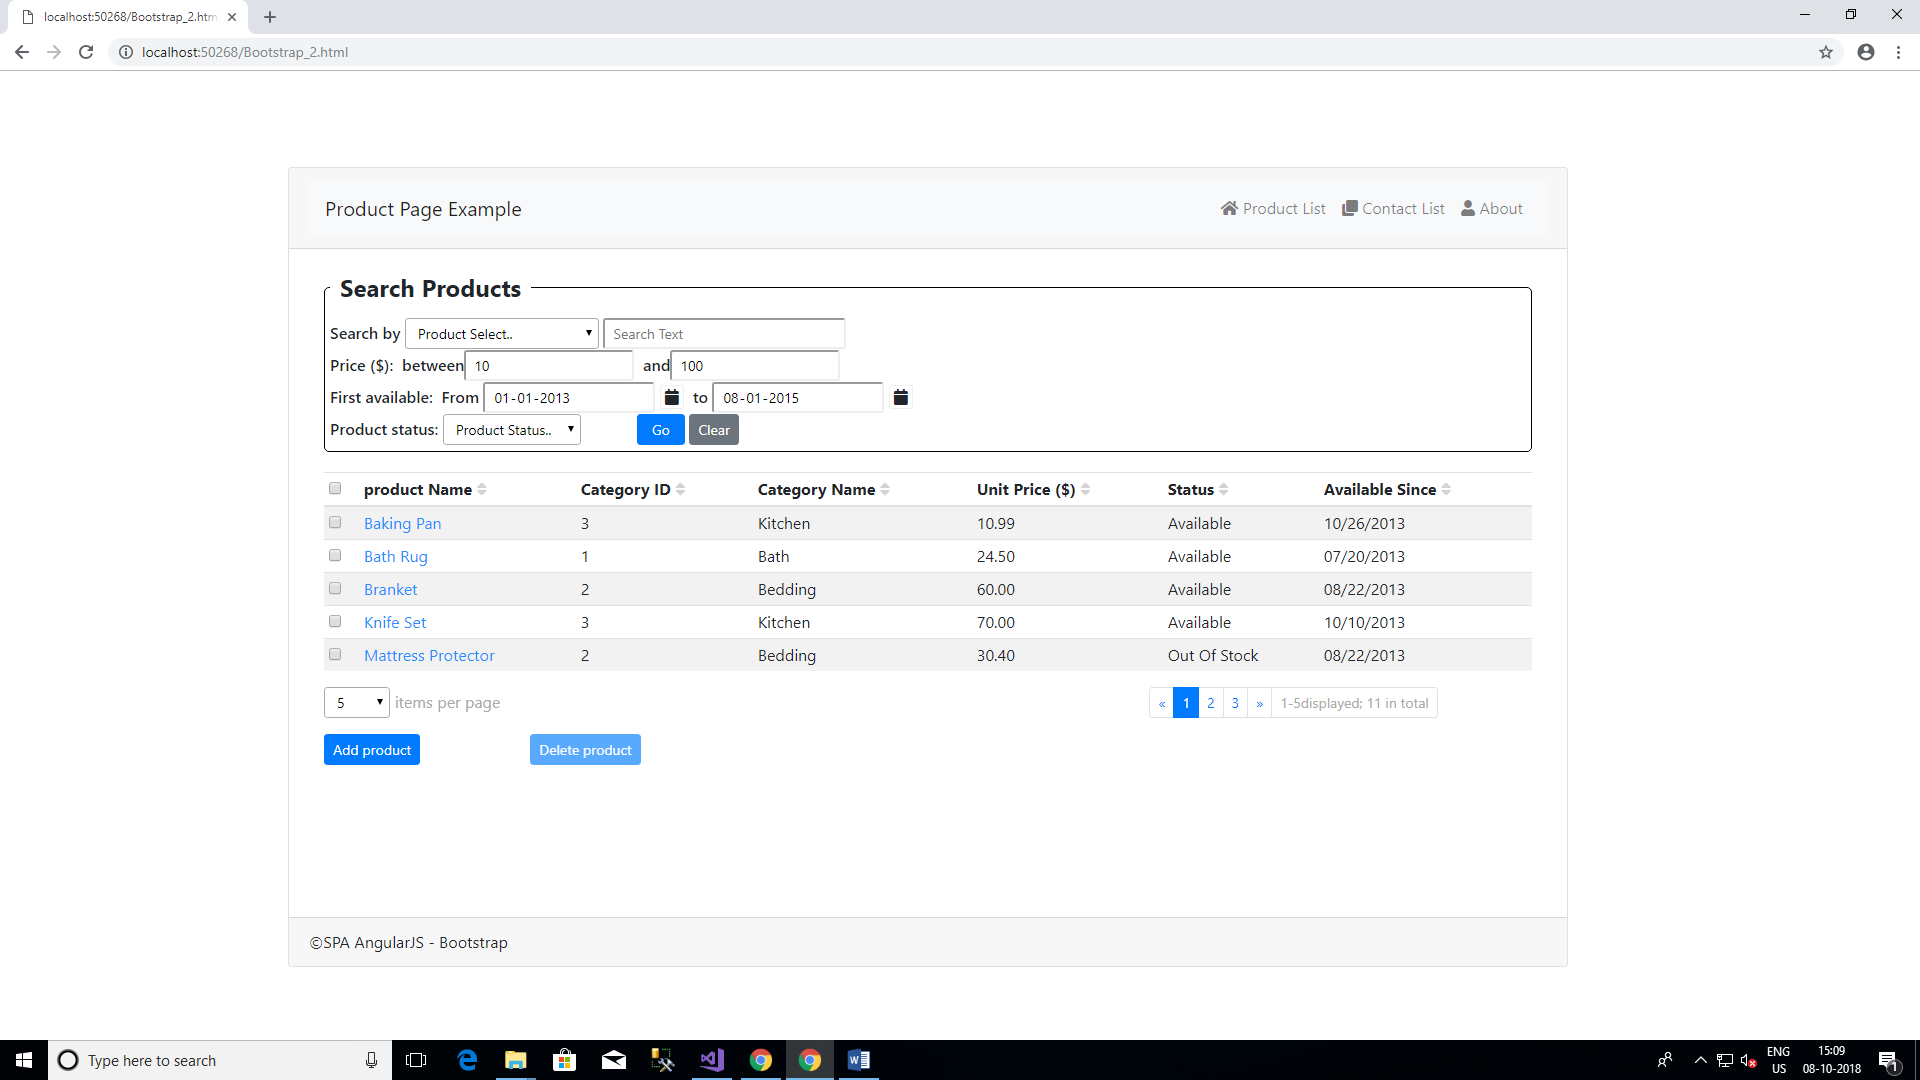 localhost:50268/Bootstrap_2.htm
localhost:50268/Bootstrap_2.html
Product Page Example
Product List Contact List About
Search Products
Search by Product Select.. Search Text
Price ($): between 10 and 100
First available: From 01-01-2013 to 08-01-2015
Product status: Product Status.. Go Clear
product Name Category ID Category Name Unit Price ($) Status Available Since
Baking Pan 3 Kitchen 10.99 Available 10/26/2013
Bath Rug 1 Bath 24.50 Available 07/20/2013
Branket 2 Bedding 60.00 Available 08/22/2013
Knife Set 3 Kitchen 70.00 Available 10/10/2013
Mattress Protector 2 Bedding 30.40 Out Of Stock 08/22/2013
5 items per page « 1 2 3 » 1-5displayed; 11 in total
Add product Delete product
©SPA AngularJS - Bootstrap
Type here to search
ENG
US
15:09
08-10-2018
1